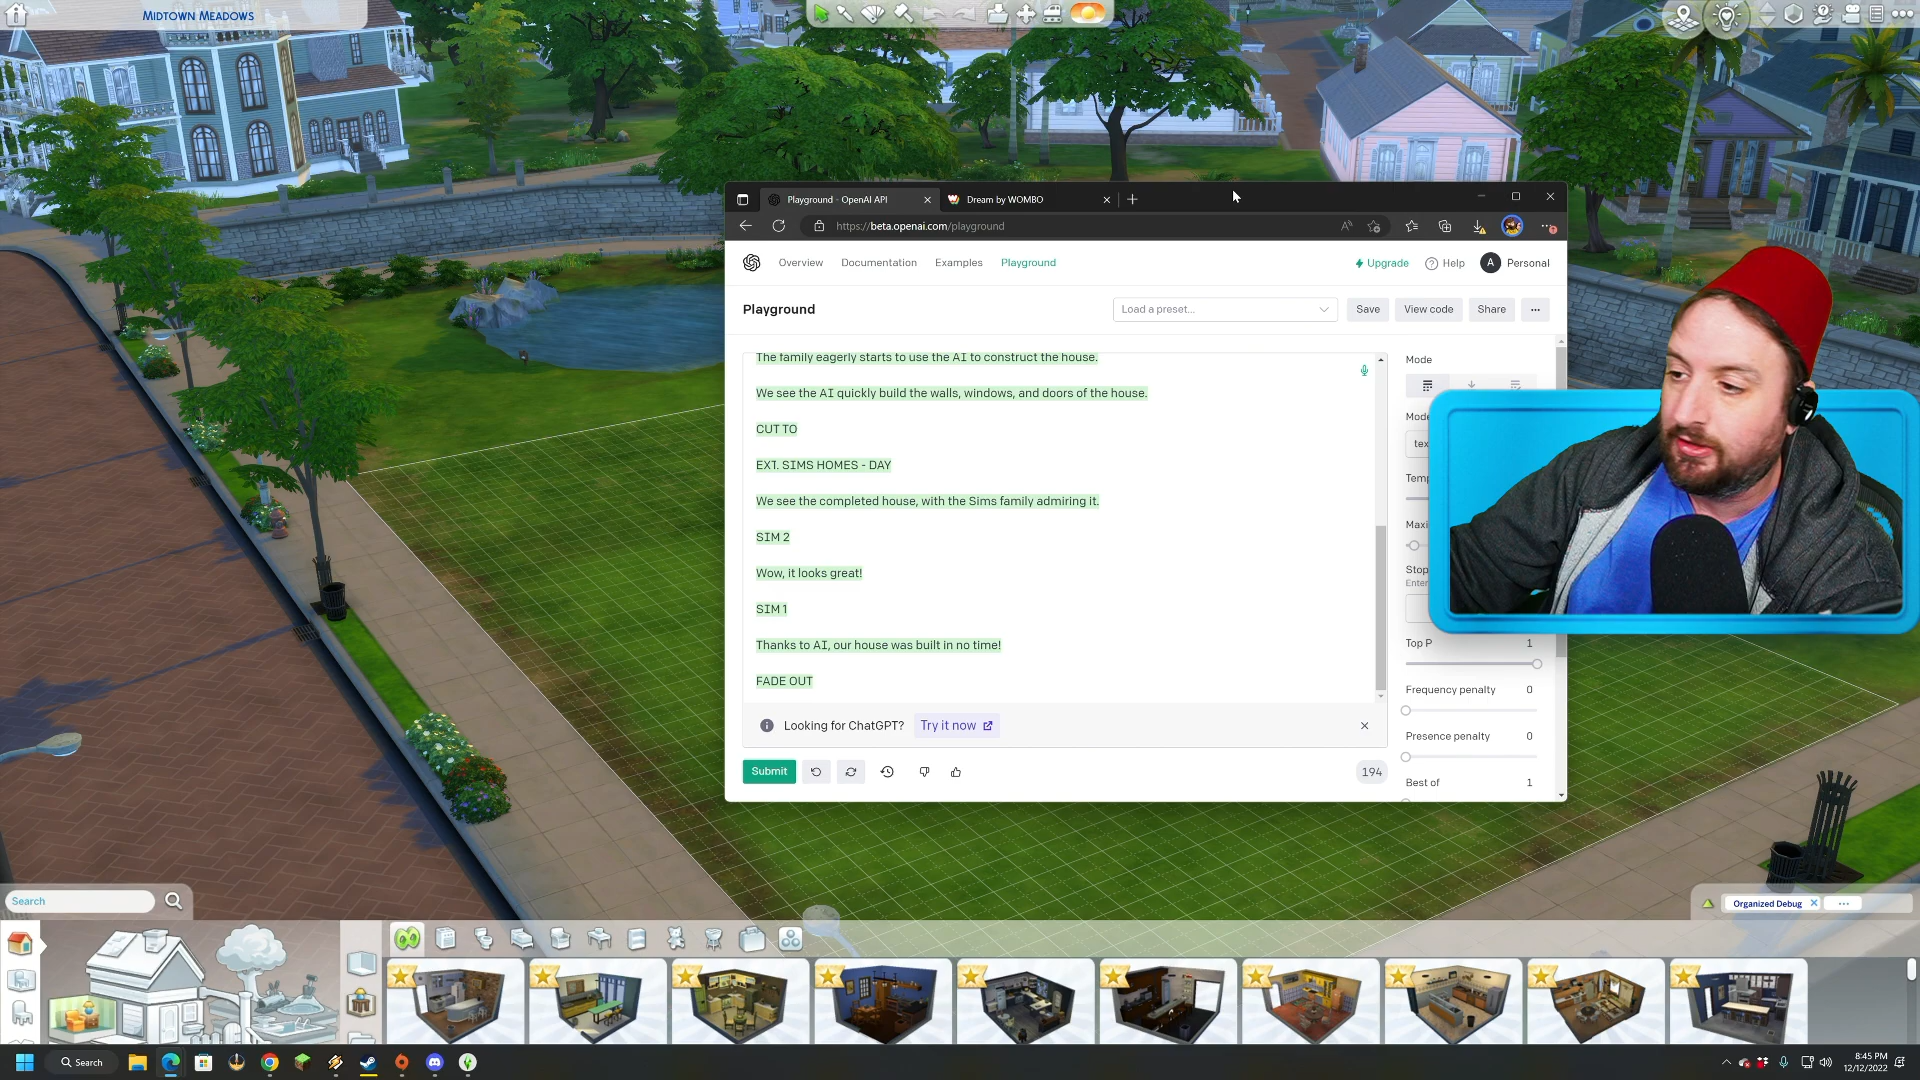 Midtown Meadows
Playground - OpenAI API
Dream by WOMBO
https://beta.openai.com/playground
Overview
Documentation
Examples
Playground
Upgrade
Help
A
Personal
Playground
Load a preset...
Save
View code
Share
The family eagerly starts to use the AI to construct the house.
We see the AI quickly build the walls, windows, and doors of the house.
CUT TO
EXT. SIMS HOMES - DAY
We see the completed house, with the Sims family admiring it.
SIM 2
Wow, it looks great!
SIM 1
Thanks to AI, our house was built in no time!
FADE OUT
Looking for ChatGPT? Try it now
Submit
194
Mode
Mode
tex
Temp
Maxi
Stop
Enter
Top P 1
Frequency penalty 0
Presence penalty 0
Best of 1
Search
Organized Debug
Search
8:45 PM
12/12/2022